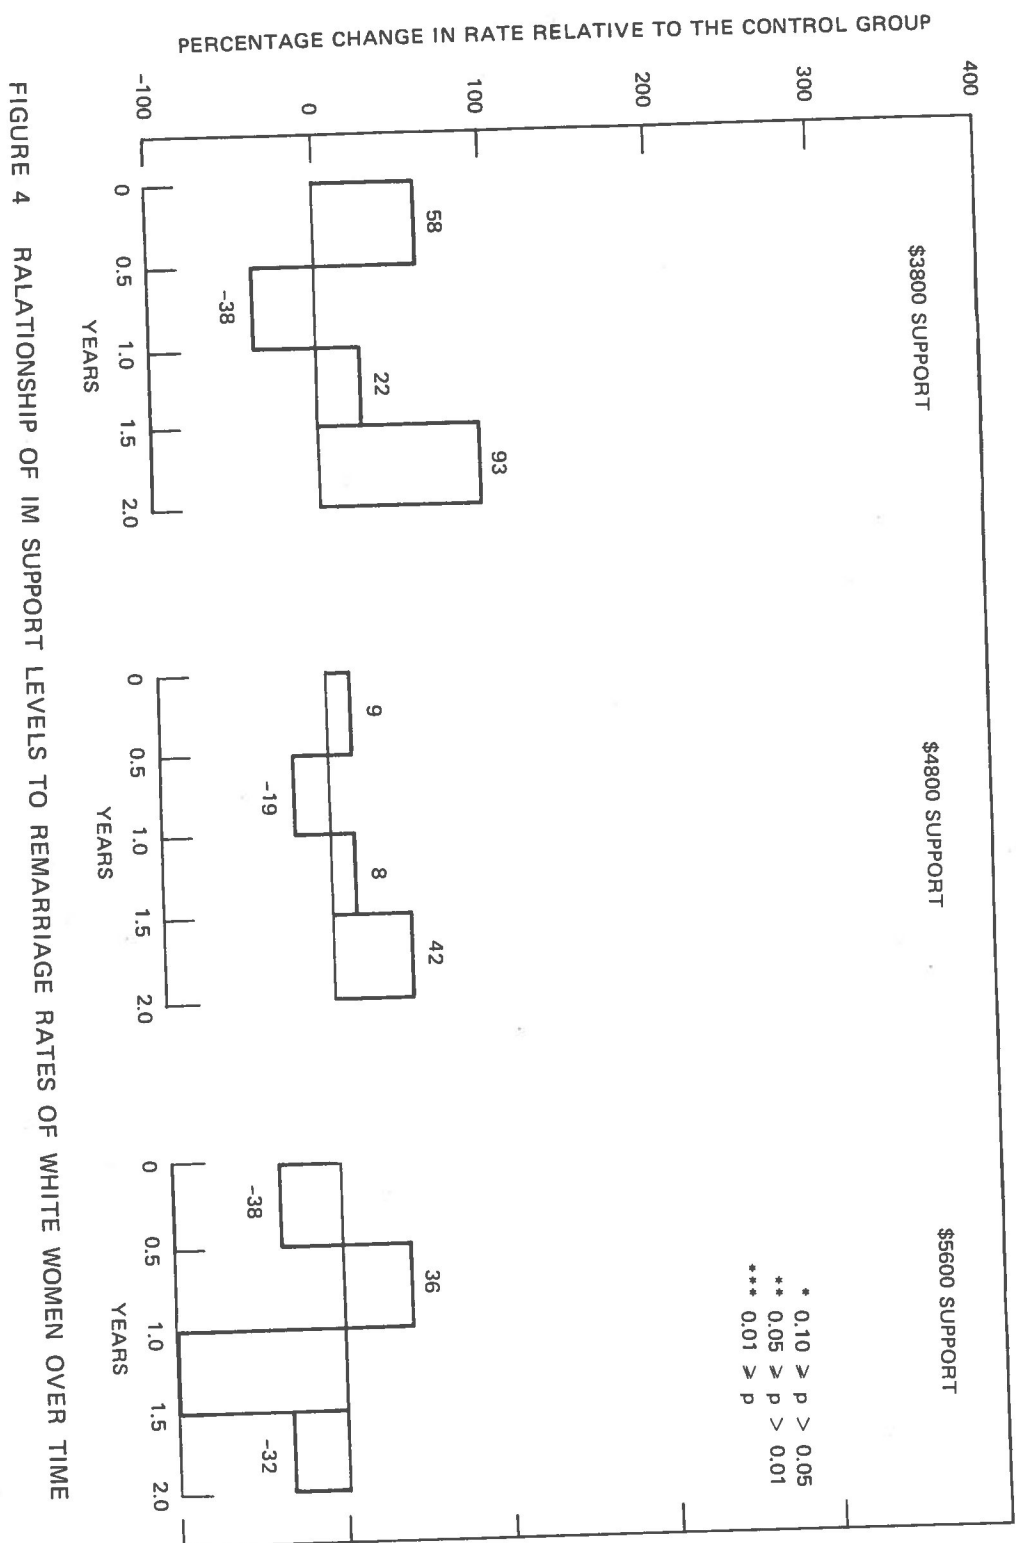 PERCENTAGE CHANGE IN RATE RELATIVE TO THE CONTROL GROUP
400
300
200
100
0
-100
$3800 SUPPORT
58
-38
22
93
0 0.5 1.0 1.5 2.0
YEARS
$4800 SUPPORT
9
-19
8
42
0 0.5 1.0 1.5 2.0
YEARS
$5600 SUPPORT
* 0.10 ⩾ p > 0.05
** 0.05 ⩾ p > 0.01
*** 0.01 ⩾ p
-38
36
-32
0 0.5 1.0 1.5 2.0
YEARS
FIGURE 4 RALATIONSHIP OF IM SUPPORT LEVELS TO REMARRIAGE RATES OF WHITE WOMEN OVER TIME